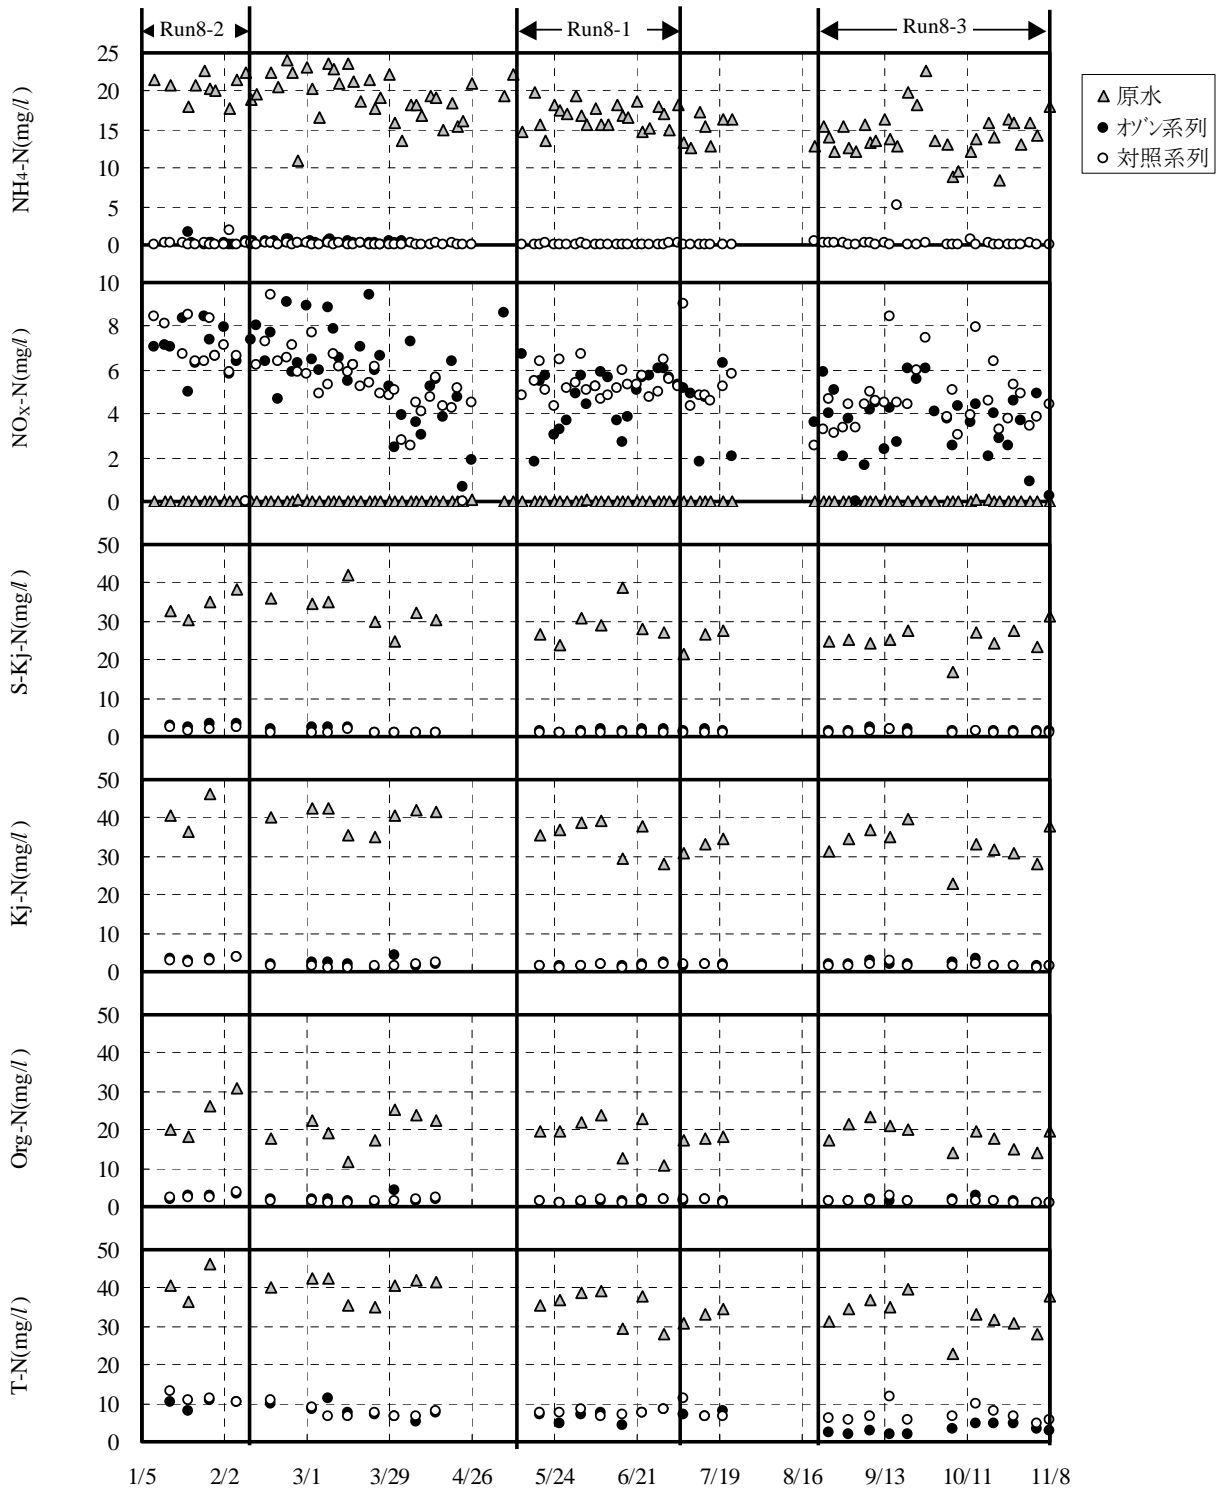 Run8-2
Run8-1
Run8-3
NH4-N(mg/l)
25
20
15
10
5
0
△ 原水
● オゾン系列
○ 対照系列
NOX-N(mg/l)
10
8
6
4
2
0
S-Kj-N(mg/l)
50
40
30
20
10
0
Kj-N(mg/l)
50
40
30
20
10
0
Org-N(mg/l)
50
40
30
20
10
0
T-N(mg/l)
50
40
30
20
10
0
1/5 2/2 3/1 3/29 4/26 5/24 6/21 7/19 8/16 9/13 10/11 11/8